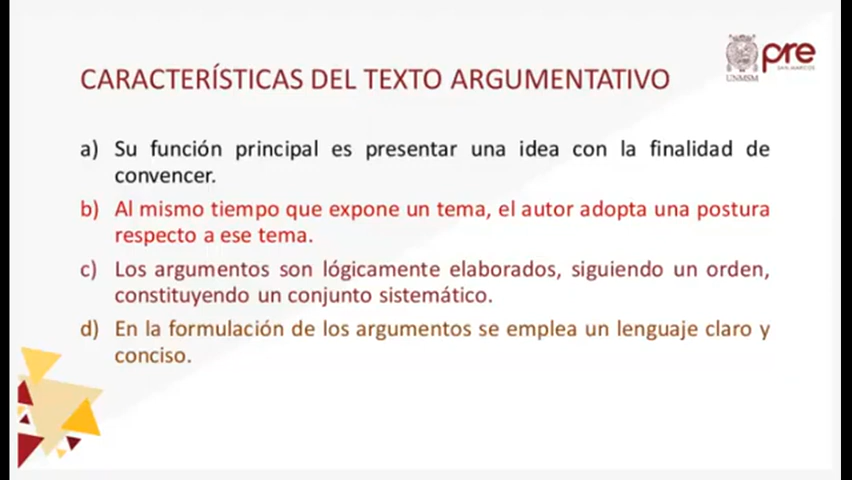 CARACTERÍSTICAS DEL TEXTO ARGUMENTATIVO
UNMSM
pre
SAN MARCOS
a) Su función principal es presentar una idea con la finalidad de
convencer.
b) Al mismo tiempo que expone un tema, el autor adopta una postura
respecto a ese tema.
c) Los argumentos son lógicamente elaborados, siguiendo un orden,
constituyendo un conjunto sistemático.
d) En la formulación de los argumentos se emplea un lenguaje claro y
conciso.